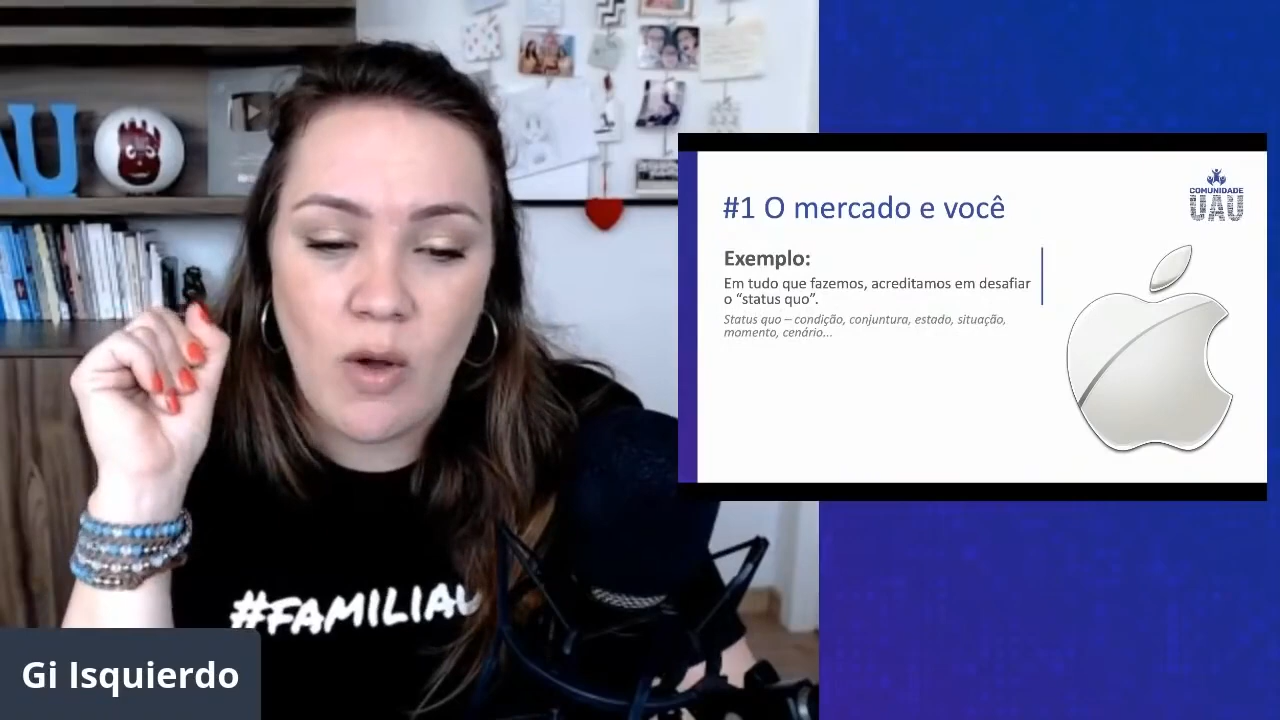 AU
#FAMILIAU
Gi Isquierdo
#1 O mercado e você
COMUNIDADE
UAU
Exemplo:
Em tudo que fazemos, acreditamos em desafiar
o “status quo”.
Status quo – condição, conjuntura, estado, situação,
momento, cenário...